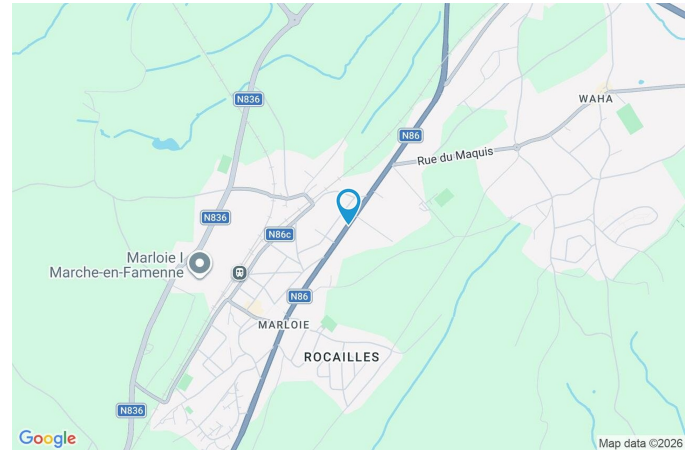 N836
WAHA
N86
Rue du Maquis
N836
N86c
Marloie |
Marche-en-Famenne
N86
MARLOIE
ROCAILLES
N836
Google
Map data ©2026